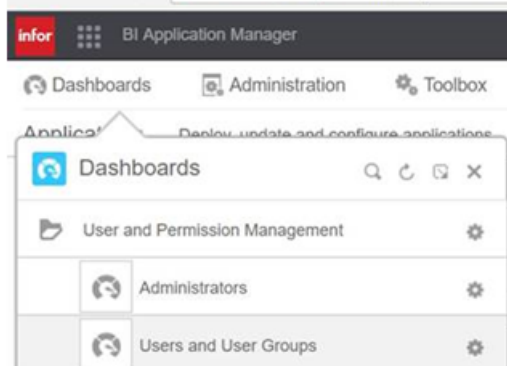 infor BI Application Manager
Dashboards Administration Toolbox
Applicat Deploy, update and configure applications
Dashboards
User and Permission Management
Administrators
Users and User Groups